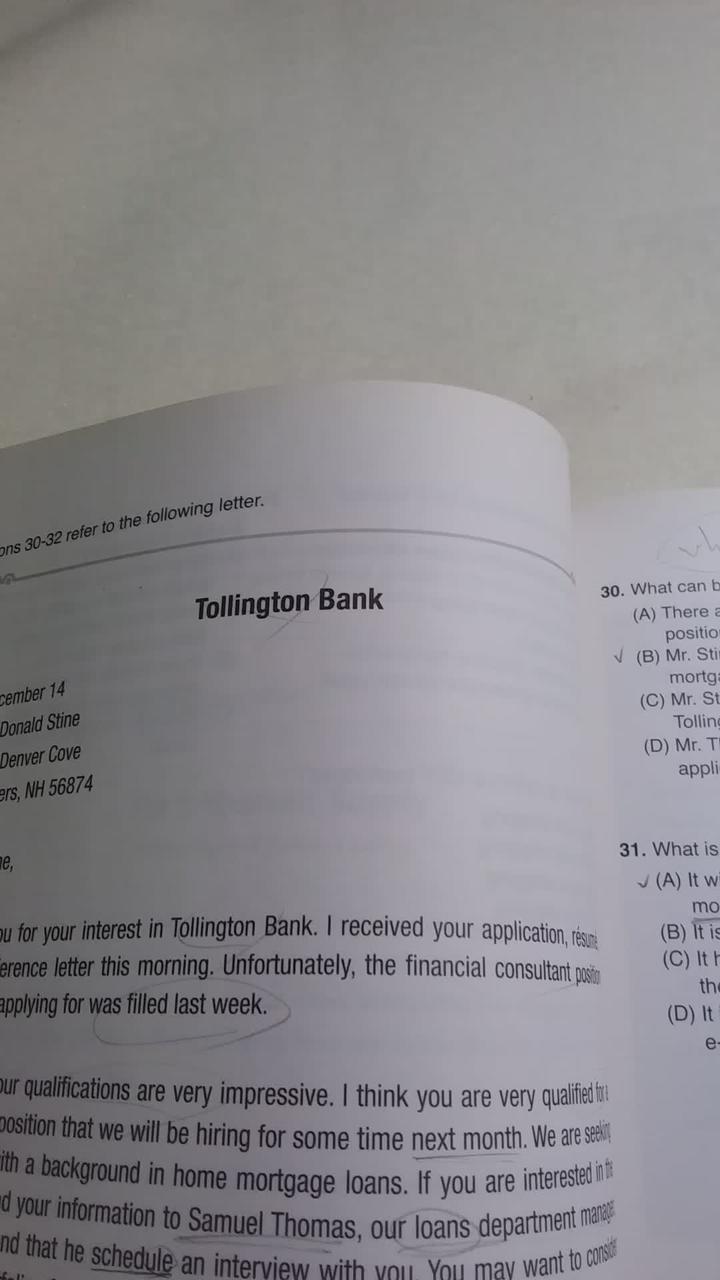 ons 30-32 refer to the following letter.
Tollington Bank
cember 14
Donald Stine
Denver Cove
ers, NH 56874
ne,
ou for your interest in Tollington Bank. I received your application, résumé
erence letter this morning. Unfortunately, the financial consultant position
applying for was filled last week.
our qualifications are very impressive. I think you are very qualified for a
position that we will be hiring for some time next month. We are seeking
ith a background in home mortgage loans. If you are interested in the
d your information to Samuel Thomas, our loans department manager
nd that he schedule an interview with you. You may want to consider
30. What can b
(A) There a
positio
(B) Mr. Sti
mortga
(C) Mr. St
Tolling
(D) Mr. T
appli
31. What is
(A) It w
mo
(B) It is
(C) It h
the
(D) It
e-